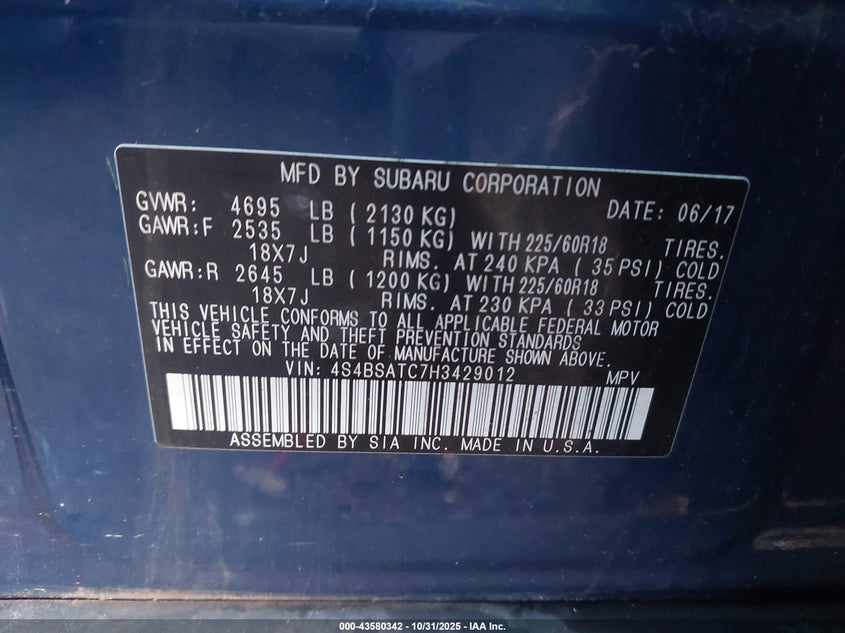 MFD BY SUBARU CORPORATION
GVWR: 4695 LB ( 2130 KG) DATE: 06/17
GAWR:F 2535 LB ( 1150 KG) WITH 225/60R18 TIRES.
18X7J RIMS. AT 240 KPA ( 35 PSI) COLD
GAWR:R 2645 LB ( 1200 KG) WITH 225/60R18 TIRES.
18X7J RIMS. AT 230 KPA ( 33 PSI) COLD
THIS VEHICLE CONFORMS TO ALL APPLICABLE FEDERAL MOTOR
VEHICLE SAFETY AND THEFT PREVENTION STANDARDS
IN EFFECT ON THE DATE OF MANUFACTURE SHOWN ABOVE.
VIN: 4S4BSATC7H3429012 MPV
ASSEMBLED BY SIA INC. MADE IN U.S.A.
000-43580342 - 10/31/2025 - IAA Inc.